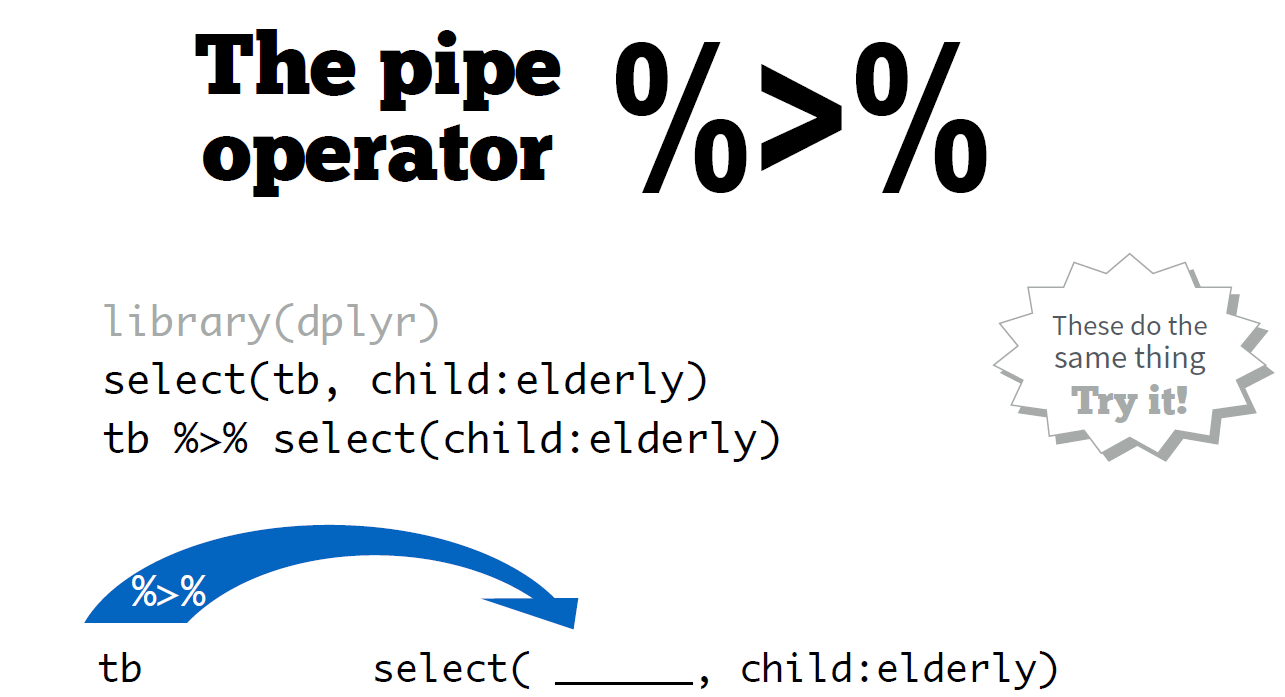 The pipe
operator
%>%
library(dplyr)
select(tb, child:elderly)
tb %>% select(child:elderly)
These do the
same thing
Try it!
%>%
tb select( _____, child:elderly)